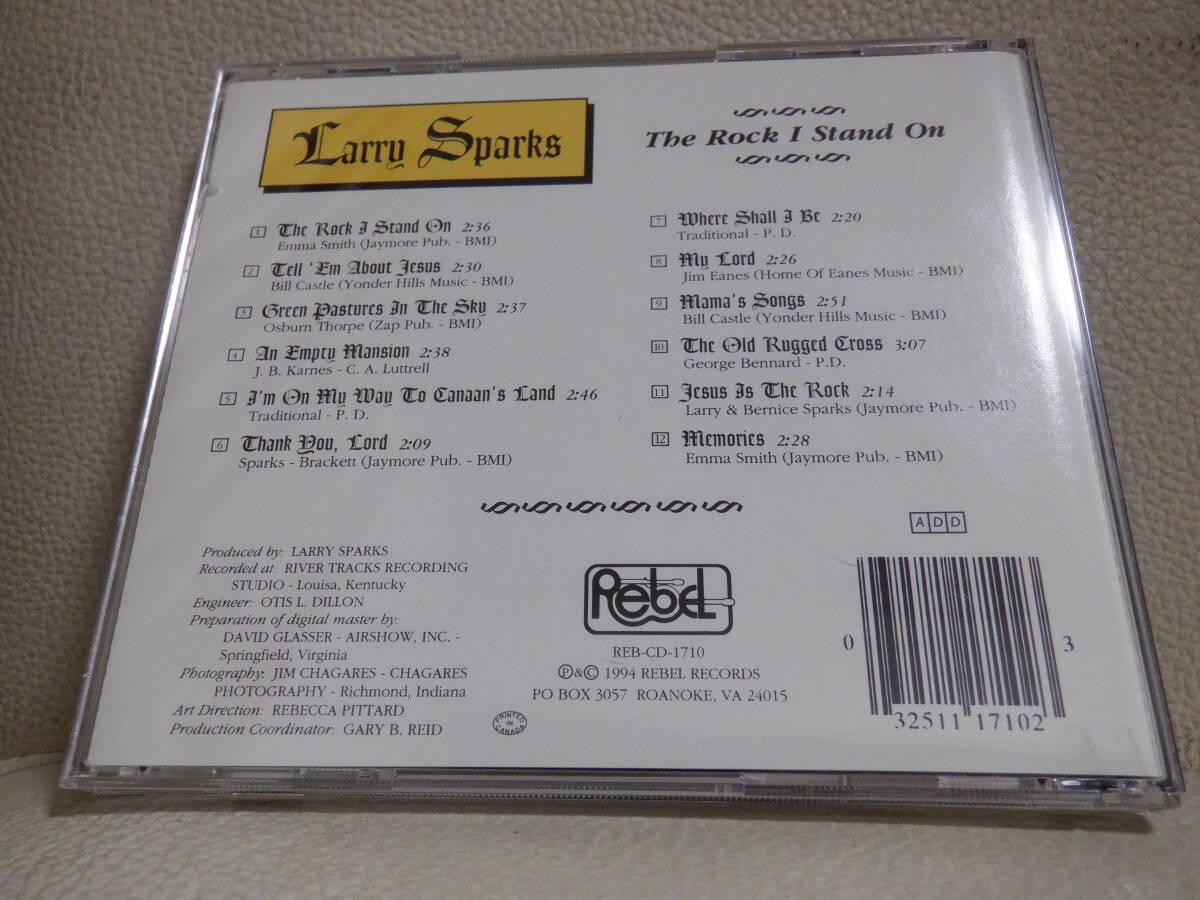 Larry Sparks
The Rock I Stand On
1 The Rock I Stand On 2:36
Emma Smith (Jaymore Pub. - BMI)
2 Tell 'Em About Jesus 2:30
Bill Castle (Yonder Hills Music - BMI)
3 Green Pastures In The Sky 2:37
Osburn Thorpe (Zap Pub. - BMI)
4 An Empty Mansion 2:38
J. B. Karnes - C. A. Luttrell
5 I'm On My Way To Canaan's Land 2:46
Traditional - P. D.
6 Thank You, Lord 2:09
Sparks - Brackett (Jaymore Pub. - BMI)
7 Where Shall I Be 2:20
Traditional - P. D.
8 My Lord 2:26
Jim Eanes (Home Of Eanes Music - BMI)
9 Mama's Songs 2:51
Bill Castle (Yonder Hills Music - BMI)
10 The Old Rugged Cross 3:07
George Bennard - P.D.
11 Jesus Is The Rock 2:14
Larry & Bernice Sparks (Jaymore Pub. - BMI)
12 Memories 2:28
Emma Smith (Jaymore Pub. - BMI)
Produced by: LARRY SPARKS
Recorded at: RIVER TRACKS RECORDING
STUDIO - Louisa, Kentucky
Engineer: OTIS L. DILLON
Preparation of digital master by:
DAVID GLASSER - AIRSHOW, INC. -
Springfield, Virginia
Photography: JIM CHAGARES - CHAGARES
PHOTOGRAPHY - Richmond, Indiana
Art Direction: REBECCA PITTARD
Production Coordinator: GARY B. REID
PRINTED IN CANADA
Rebel
REB-CD-1710
℗&© 1994 REBEL RECORDS
PO BOX 3057 ROANOKE, VA 24015
A D D
0 32511 17102 3